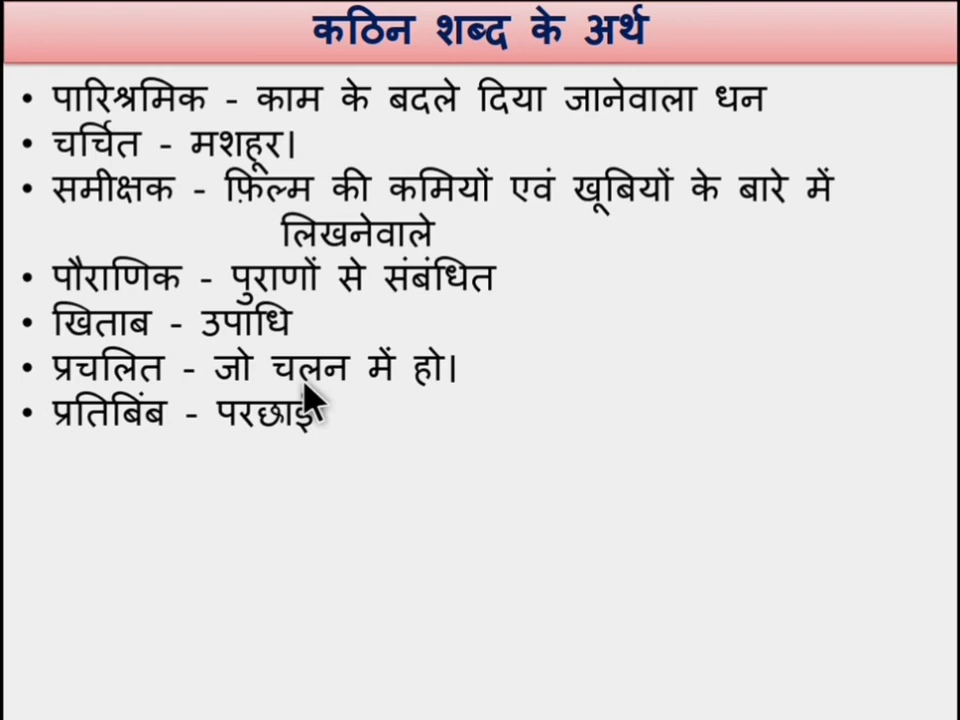 कठिन शब्द के अर्थ
• पारिश्रमिक - काम के बदले दिया जानेवाला धन
• चर्चित - मशहूर।
• समीक्षक - फ़िल्म की कमियों एवं खूबियों के बारे में
लिखनेवाले
• पौराणिक - पुराणों से संबंधित
• खिताब - उपाधि
• प्रचलित - जो चलन में हो।
• प्रतिबिंब - परछाई